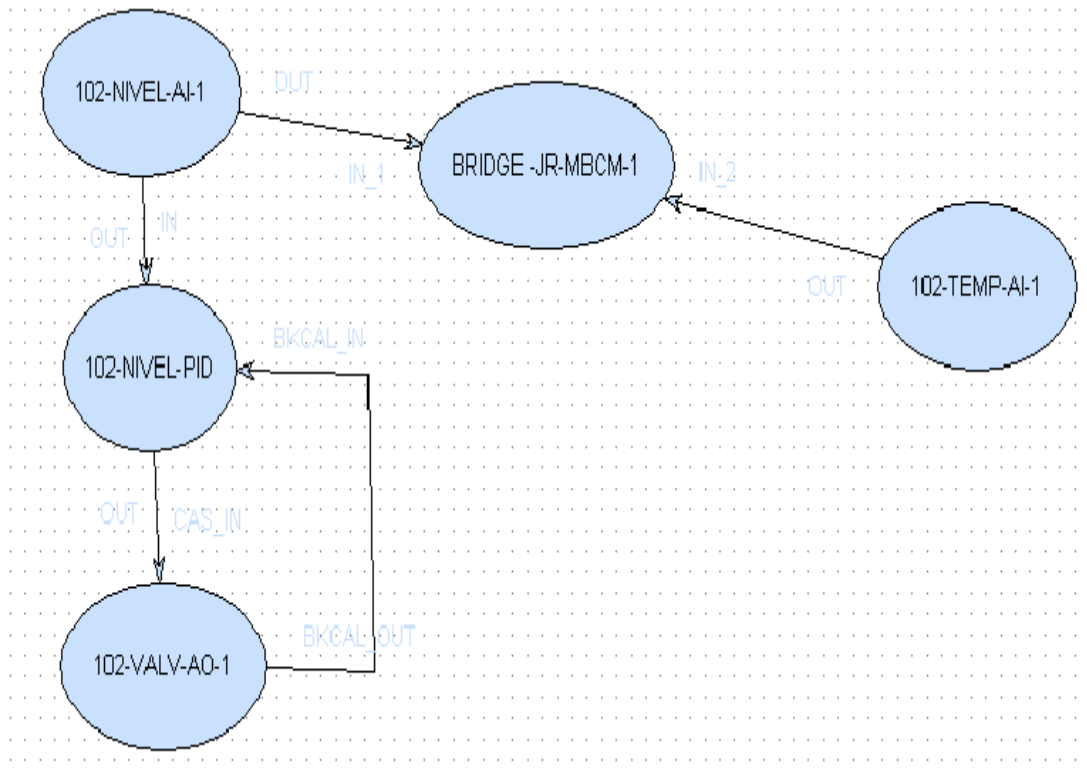 102-NIVEL-AI-1
OUT
BRIDGE -JR-MBCM-1
IN_1
IN_2
OUT
IN
OUT
102-TEMP-AI-1
102-NIVEL-PID
BKCAL_IN
OUT
CAS_IN
102-VALV-AO-1
BKCAL_OUT